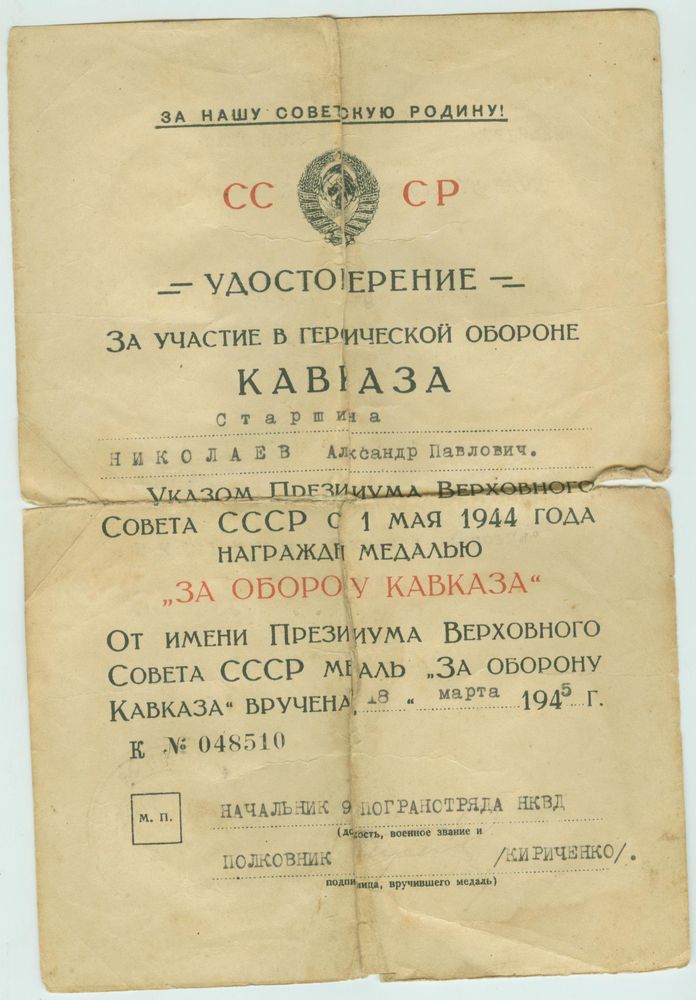 ЗА НАШУ СОВЕТСКУЮ РОДИНУ!
СС СР
УДОСТОВЕРЕНИЕ
ЗА УЧАСТИЕ В ГЕРОИЧЕСКОЙ ОБОРОНЕ
КАВКАЗА
Старшина
НИКОЛАЕВ Алксандр Павлович.
УКАЗОМ ПРЕЗИДИУМА ВЕРХОВНОГО
СОВЕТА СССР ОТ 1 МАЯ 1944 ГОДА
НАГРАЖДЕН МЕДАЛЬЮ
„ЗА ОБОРОНУ КАВКАЗА“
ОТ ИМЕНИ ПРЕЗИДИУМА ВЕРХОВНОГО
СОВЕТА СССР МЕДАЛЬ „ЗА ОБОРОНУ
КАВКАЗА“ ВРУЧЕНА „18“ марта 1945 Г.
К № 048510
М. П.
НАЧАЛЬНИК 9 ПОГРАНОТРЯДА НКВД
(должность, военное звание и
ПОЛКОВНИК /КИРИЧЕНКО/.
подпись лица, вручившего медаль)